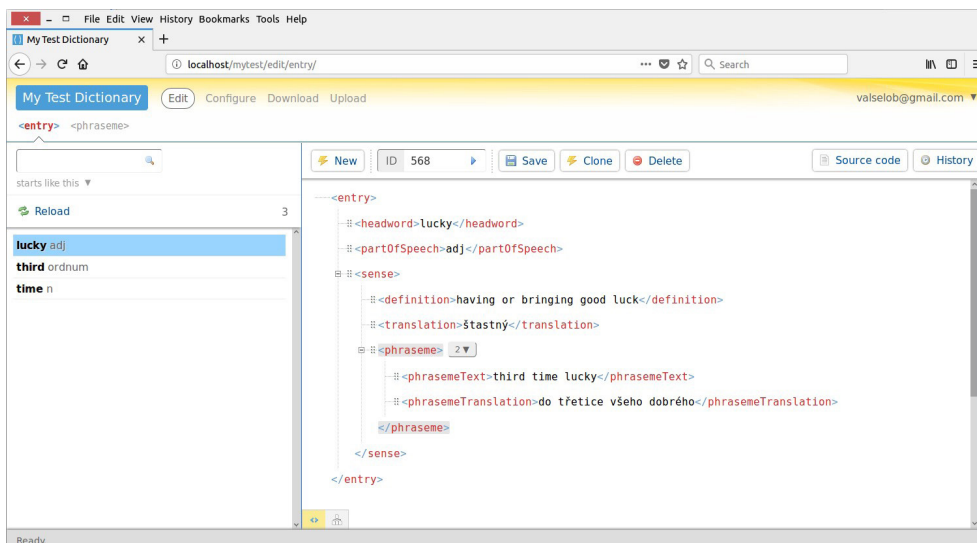 File Edit View History Bookmarks Tools Help
My Test Dictionary × +
localhost/mytest/edit/entry/ Search
My Test Dictionary Edit Configure Download Upload valselob@gmail.com ▼
<entry> <phraseme>
New ID 568 Save Clone Delete Source code History
starts like this ▼
Reload 3
lucky adj
third ordnum
time n
<entry>
<headword>lucky</headword>
<partOfSpeech>adj</partOfSpeech>
<sense>
<definition>having or bringing good luck</definition>
<translation>štastný</translation>
<phraseme> 2▼
<phrasemeText>third time lucky</phrasemeText>
<phrasemeTranslation>do třetice všeho dobrého</phrasemeTranslation>
</phraseme>
</sense>
</entry>
Ready